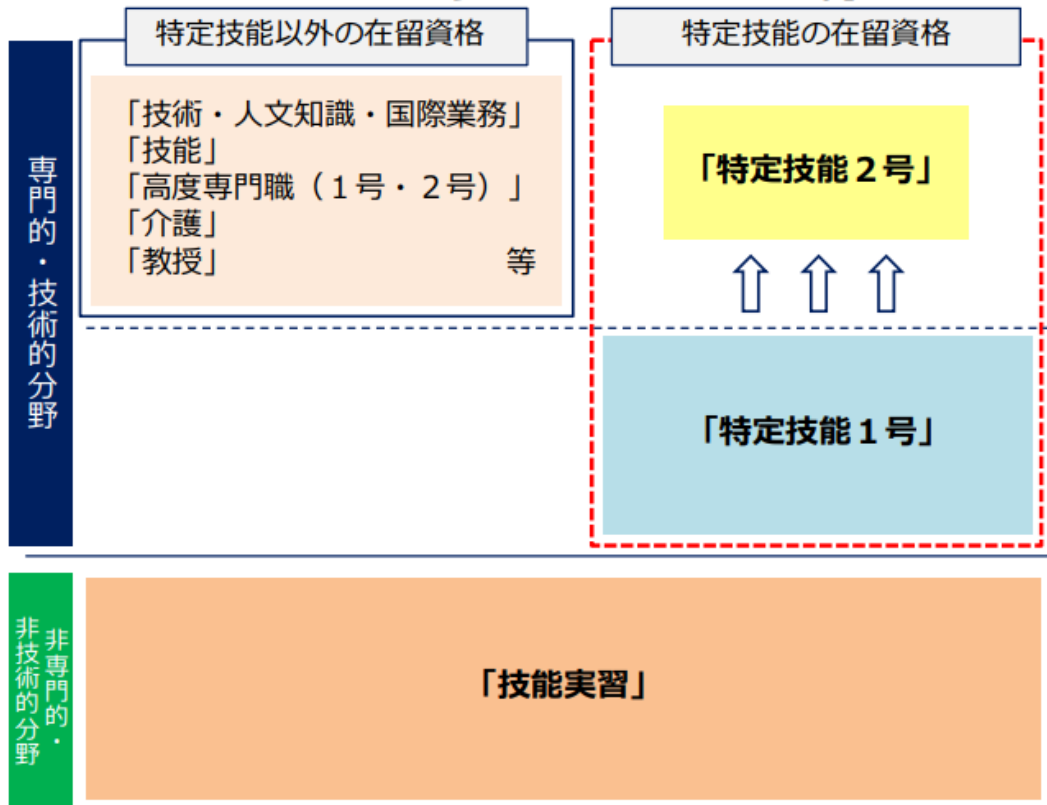 特定技能以外の在留資格
特定技能の在留資格
専門的・技術的分野
「技術・人文知識・国際業務」
「技能」
「高度専門職（１号・２号）」
「介護」
「教授」 等
「特定技能２号」
「特定技能１号」
非専門的・
非技術的分野
「技能実習」